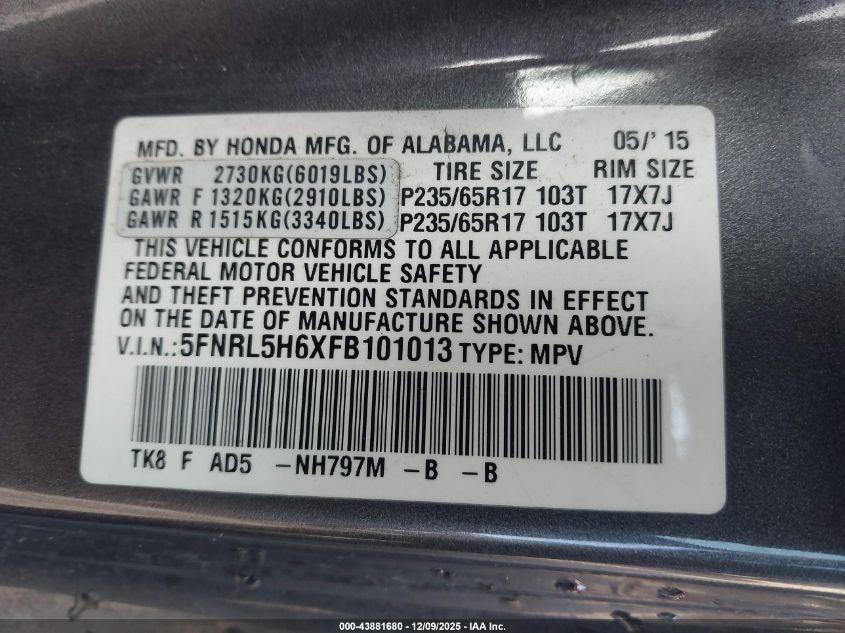 MFD. BY HONDA MFG. OF ALABAMA, LLC 05/' 15
GVWR 2730KG(6019LBS) TIRE SIZE RIM SIZE
GAWR F 1320KG(2910LBS) P235/65R17 103T 17X7J
GAWR R 1515KG(3340LBS) P235/65R17 103T 17X7J
THIS VEHICLE CONFORMS TO ALL APPLICABLE
FEDERAL MOTOR VEHICLE SAFETY
AND THEFT PREVENTION STANDARDS IN EFFECT
ON THE DATE OF MANUFACTURE SHOWN ABOVE.
V.I.N.: 5FNRL5H6XFB101013 TYPE: MPV
TK8 F AD5 -NH797M -B -B
000-43881680 - 12/09/2025 - IAA Inc.